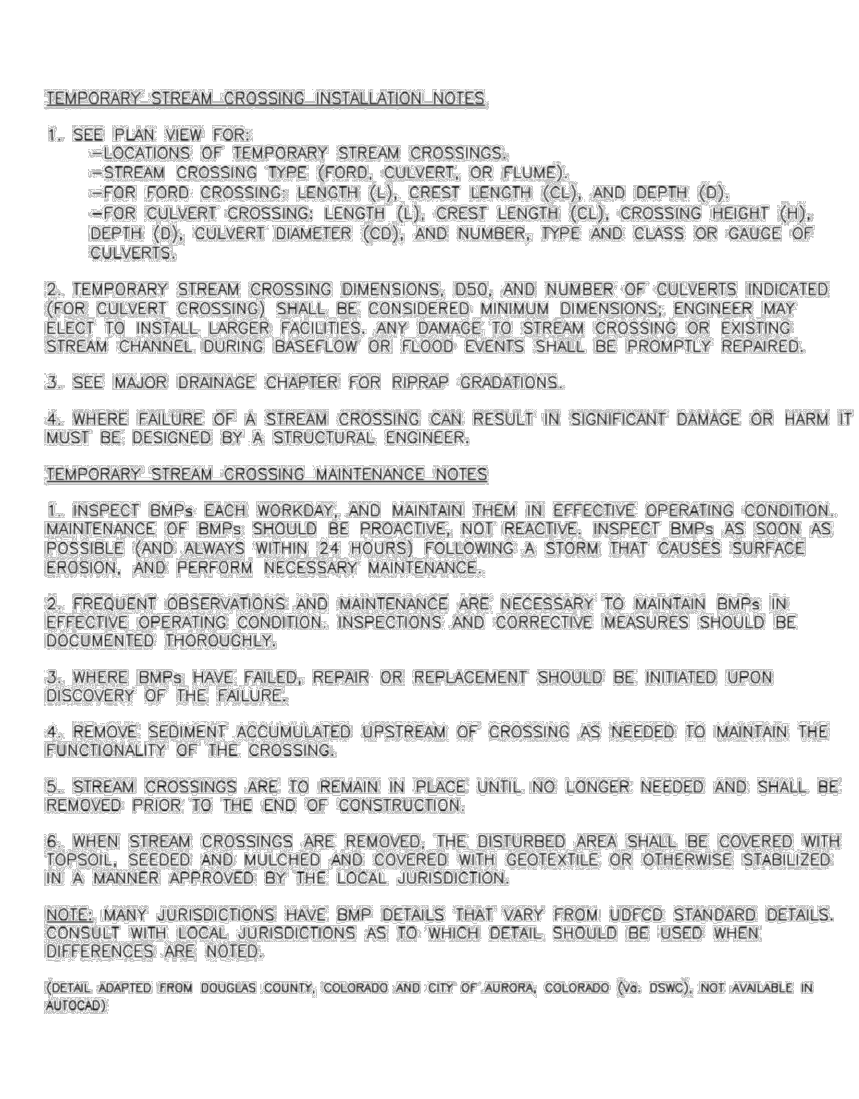 TEMPORARY STREAM CROSSING INSTALLATION NOTES
1. SEE PLAN VIEW FOR:
-LOCATIONS OF TEMPORARY STREAM CROSSINGS.
-STREAM CROSSING TYPE (FORD, CULVERT, OR FLUME).
-FOR FORD CROSSING: LENGTH (L), CREST LENGTH (CL), AND DEPTH (D).
-FOR CULVERT CROSSING: LENGTH (L), CREST LENGTH (CL), CROSSING HEIGHT (H),
DEPTH (D), CULVERT DIAMETER (CD), AND NUMBER, TYPE AND CLASS OR GAUGE OF
CULVERTS.
2. TEMPORARY STREAM CROSSING DIMENSIONS, D50, AND NUMBER OF CULVERTS INDICATED
(FOR CULVERT CROSSING) SHALL BE CONSIDERED MINIMUM DIMENSIONS; ENGINEER MAY
ELECT TO INSTALL LARGER FACILITIES. ANY DAMAGE TO STREAM CROSSING OR EXISTING
STREAM CHANNEL DURING BASEFLOW OR FLOOD EVENTS SHALL BE PROMPTLY REPAIRED.
3. SEE MAJOR DRAINAGE CHAPTER FOR RIPRAP GRADATIONS.
4. WHERE FAILURE OF A STREAM CROSSING CAN RESULT IN SIGNIFICANT DAMAGE OR HARM IT
MUST BE DESIGNED BY A STRUCTURAL ENGINEER.
TEMPORARY STREAM CROSSING MAINTENANCE NOTES
1. INSPECT BMPs EACH WORKDAY, AND MAINTAIN THEM IN EFFECTIVE OPERATING CONDITION.
MAINTENANCE OF BMPs SHOULD BE PROACTIVE, NOT REACTIVE. INSPECT BMPs AS SOON AS
POSSIBLE (AND ALWAYS WITHIN 24 HOURS) FOLLOWING A STORM THAT CAUSES SURFACE
EROSION, AND PERFORM NECESSARY MAINTENANCE.
2. FREQUENT OBSERVATIONS AND MAINTENANCE ARE NECESSARY TO MAINTAIN BMPs IN
EFFECTIVE OPERATING CONDITION. INSPECTIONS AND CORRECTIVE MEASURES SHOULD BE
DOCUMENTED THOROUGHLY.
3. WHERE BMPs HAVE FAILED, REPAIR OR REPLACEMENT SHOULD BE INITIATED UPON
DISCOVERY OF THE FAILURE.
4. REMOVE SEDIMENT ACCUMULATED UPSTREAM OF CROSSING AS NEEDED TO MAINTAIN THE
FUNCTIONALITY OF THE CROSSING.
5. STREAM CROSSINGS ARE TO REMAIN IN PLACE UNTIL NO LONGER NEEDED AND SHALL BE
REMOVED PRIOR TO THE END OF CONSTRUCTION.
6. WHEN STREAM CROSSINGS ARE REMOVED, THE DISTURBED AREA SHALL BE COVERED WITH
TOPSOIL, SEEDED AND MULCHED AND COVERED WITH GEOTEXTILE OR OTHERWISE STABILIZED
IN A MANNER APPROVED BY THE LOCAL JURISDICTION.
NOTE: MANY JURISDICTIONS HAVE BMP DETAILS THAT VARY FROM UDFCD STANDARD DETAILS.
CONSULT WITH LOCAL JURISDICTIONS AS TO WHICH DETAIL SHOULD BE USED WHEN
DIFFERENCES ARE NOTED.
(DETAIL ADAPTED FROM DOUGLAS COUNTY, COLORADO AND CITY OF AURORA, COLORADO (Va. DSWC), NOT AVAILABLE IN
AUTOCAD)